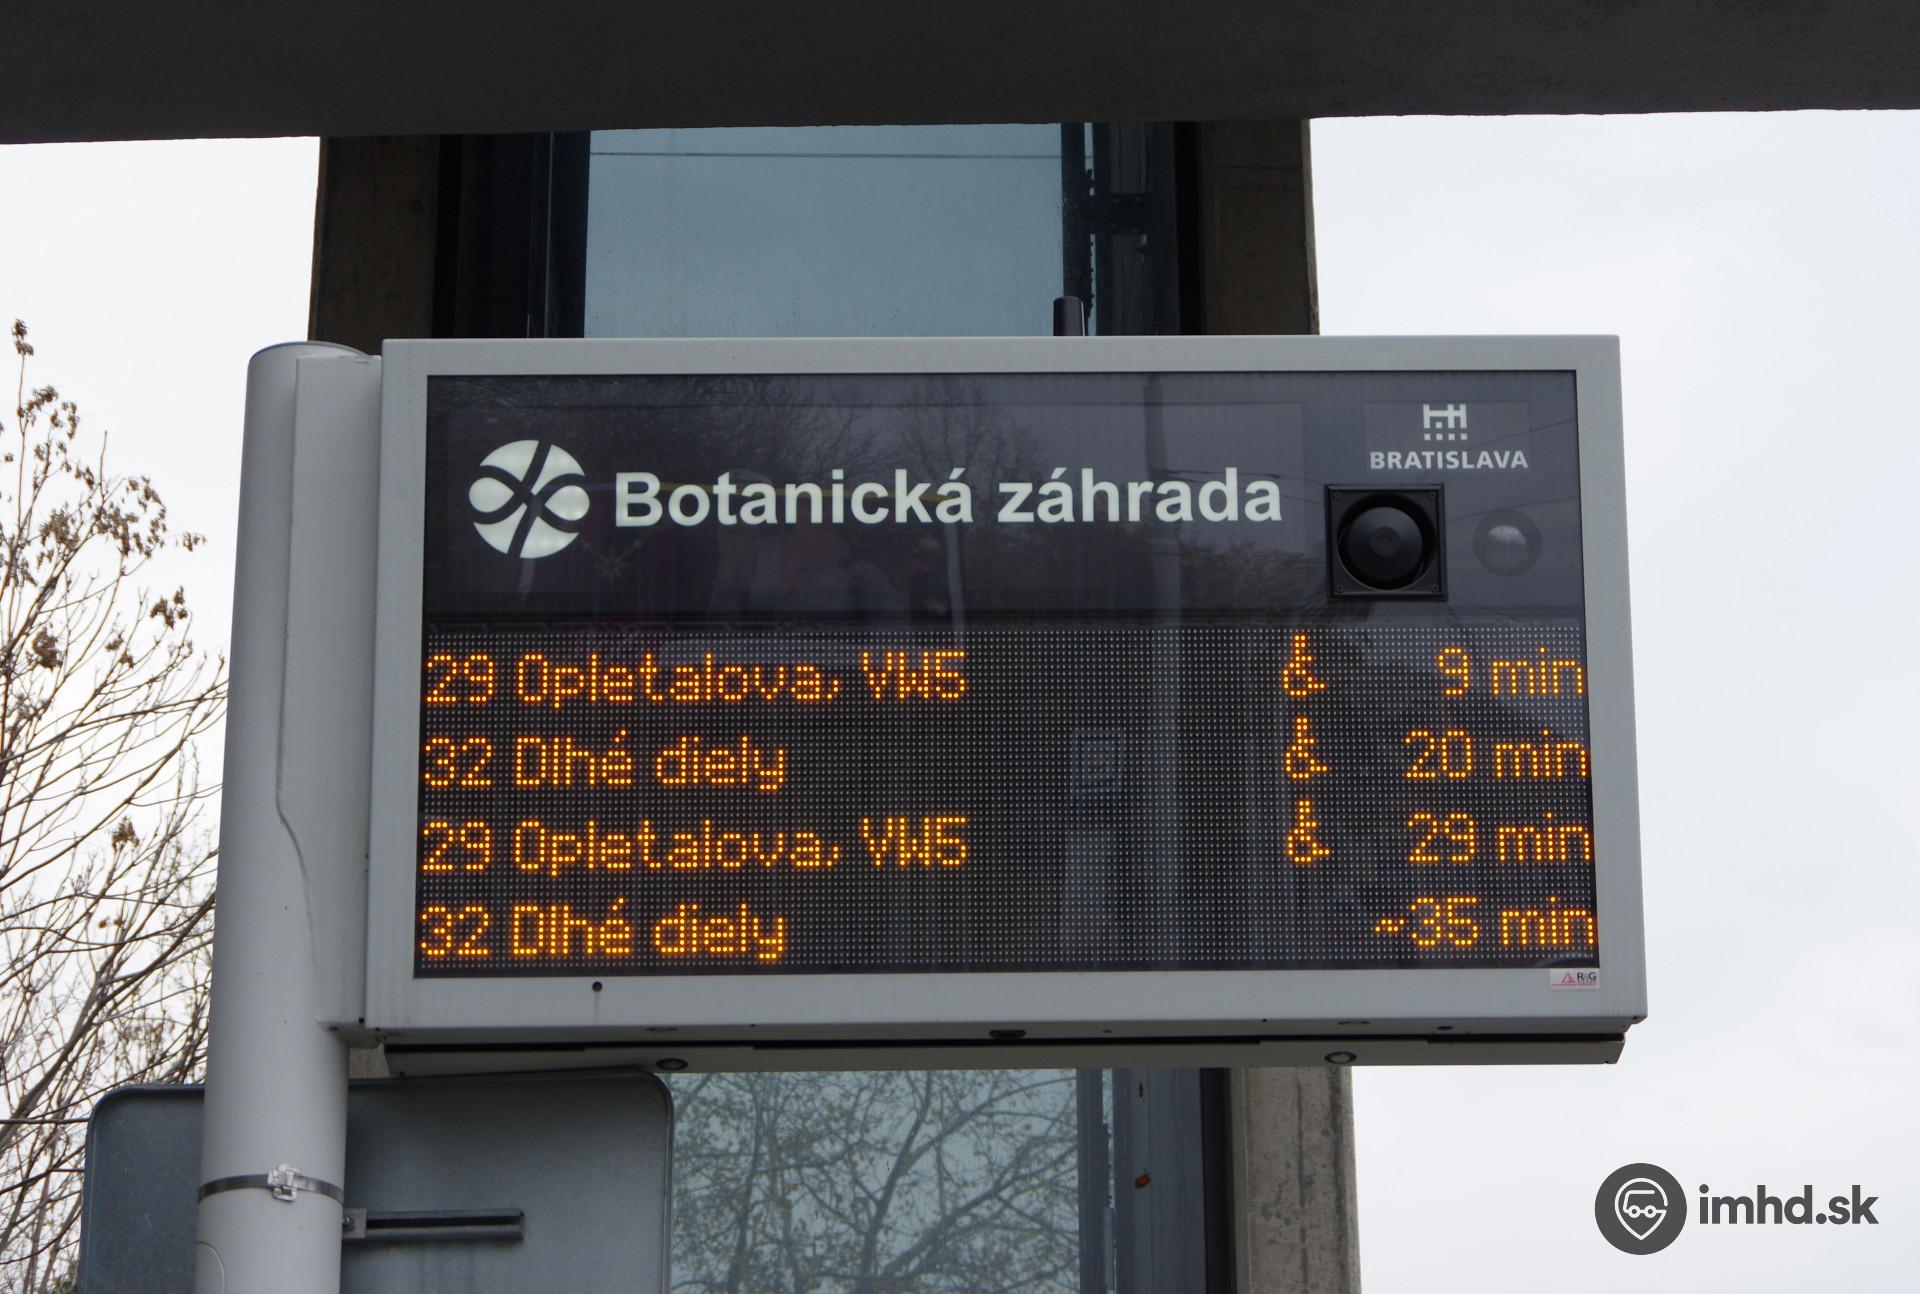 BRATISLAVA
Botanická záhrada
29 Opletalova, VW5 9 min
32 Dlhé diely 20 min
29 Opletalova, VW5 29 min
32 Dlhé diely ~35 min
R&G
imhd.sk